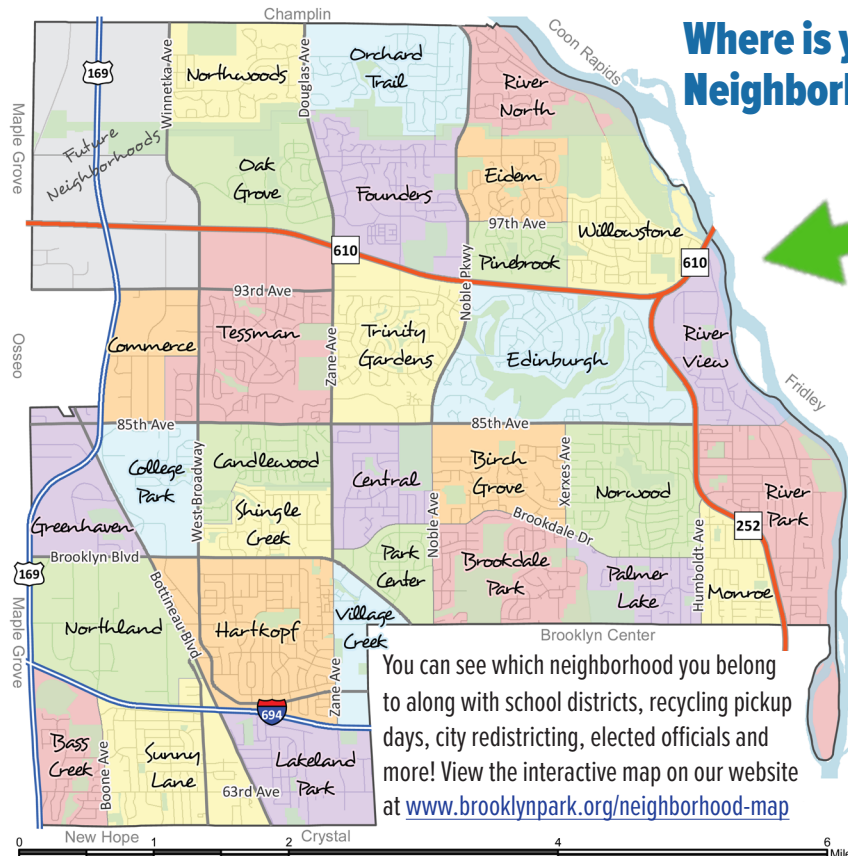 Champlin
Where is y
Neighborh
Coon Rapids
169
Winnetka Ave
Northwoods
Douglas Ave
Orchard
Trail
River
North
Maple Grove
Future
Neighborhoods
Oak
Grove
Founders
Eidem
97th Ave
Willowstone
610
Noble Pkwy
Pinebrook
610
93rd Ave
Commerce
Tessman
Zane Ave
Trinity
Gardens
Edinburgh
River
View
Osseo
Fridley
85th Ave
85th Ave
College
Park
West Broadway
Candlewood
Central
Birch
Grove
Xerxes Ave
Norwood
River
Park
Greenhaven
Shingle
Creek
Noble Ave
Brookdale Dr
252
Brooklyn Blvd
Park
Center
Brookdale
Park
Palmer
Lake
Humboldt Ave
Monroe
169
Maple Grove
Bottineau Blvd
Northland
Hartkopf
Village
Creek
Brooklyn Center
Zane Ave
694
You can see which neighborhood you belong
to along with school districts, recycling pickup
days, city redistricting, elected officials and
more! View the interactive map on our website
at www.brooklynpark.org/neighborhood-map
Bass
Creek
Boone Ave
Sunny
Lane
63rd Ave
Lakeland
Park
New Hope
Crystal
0 1 2 4 6
Mile